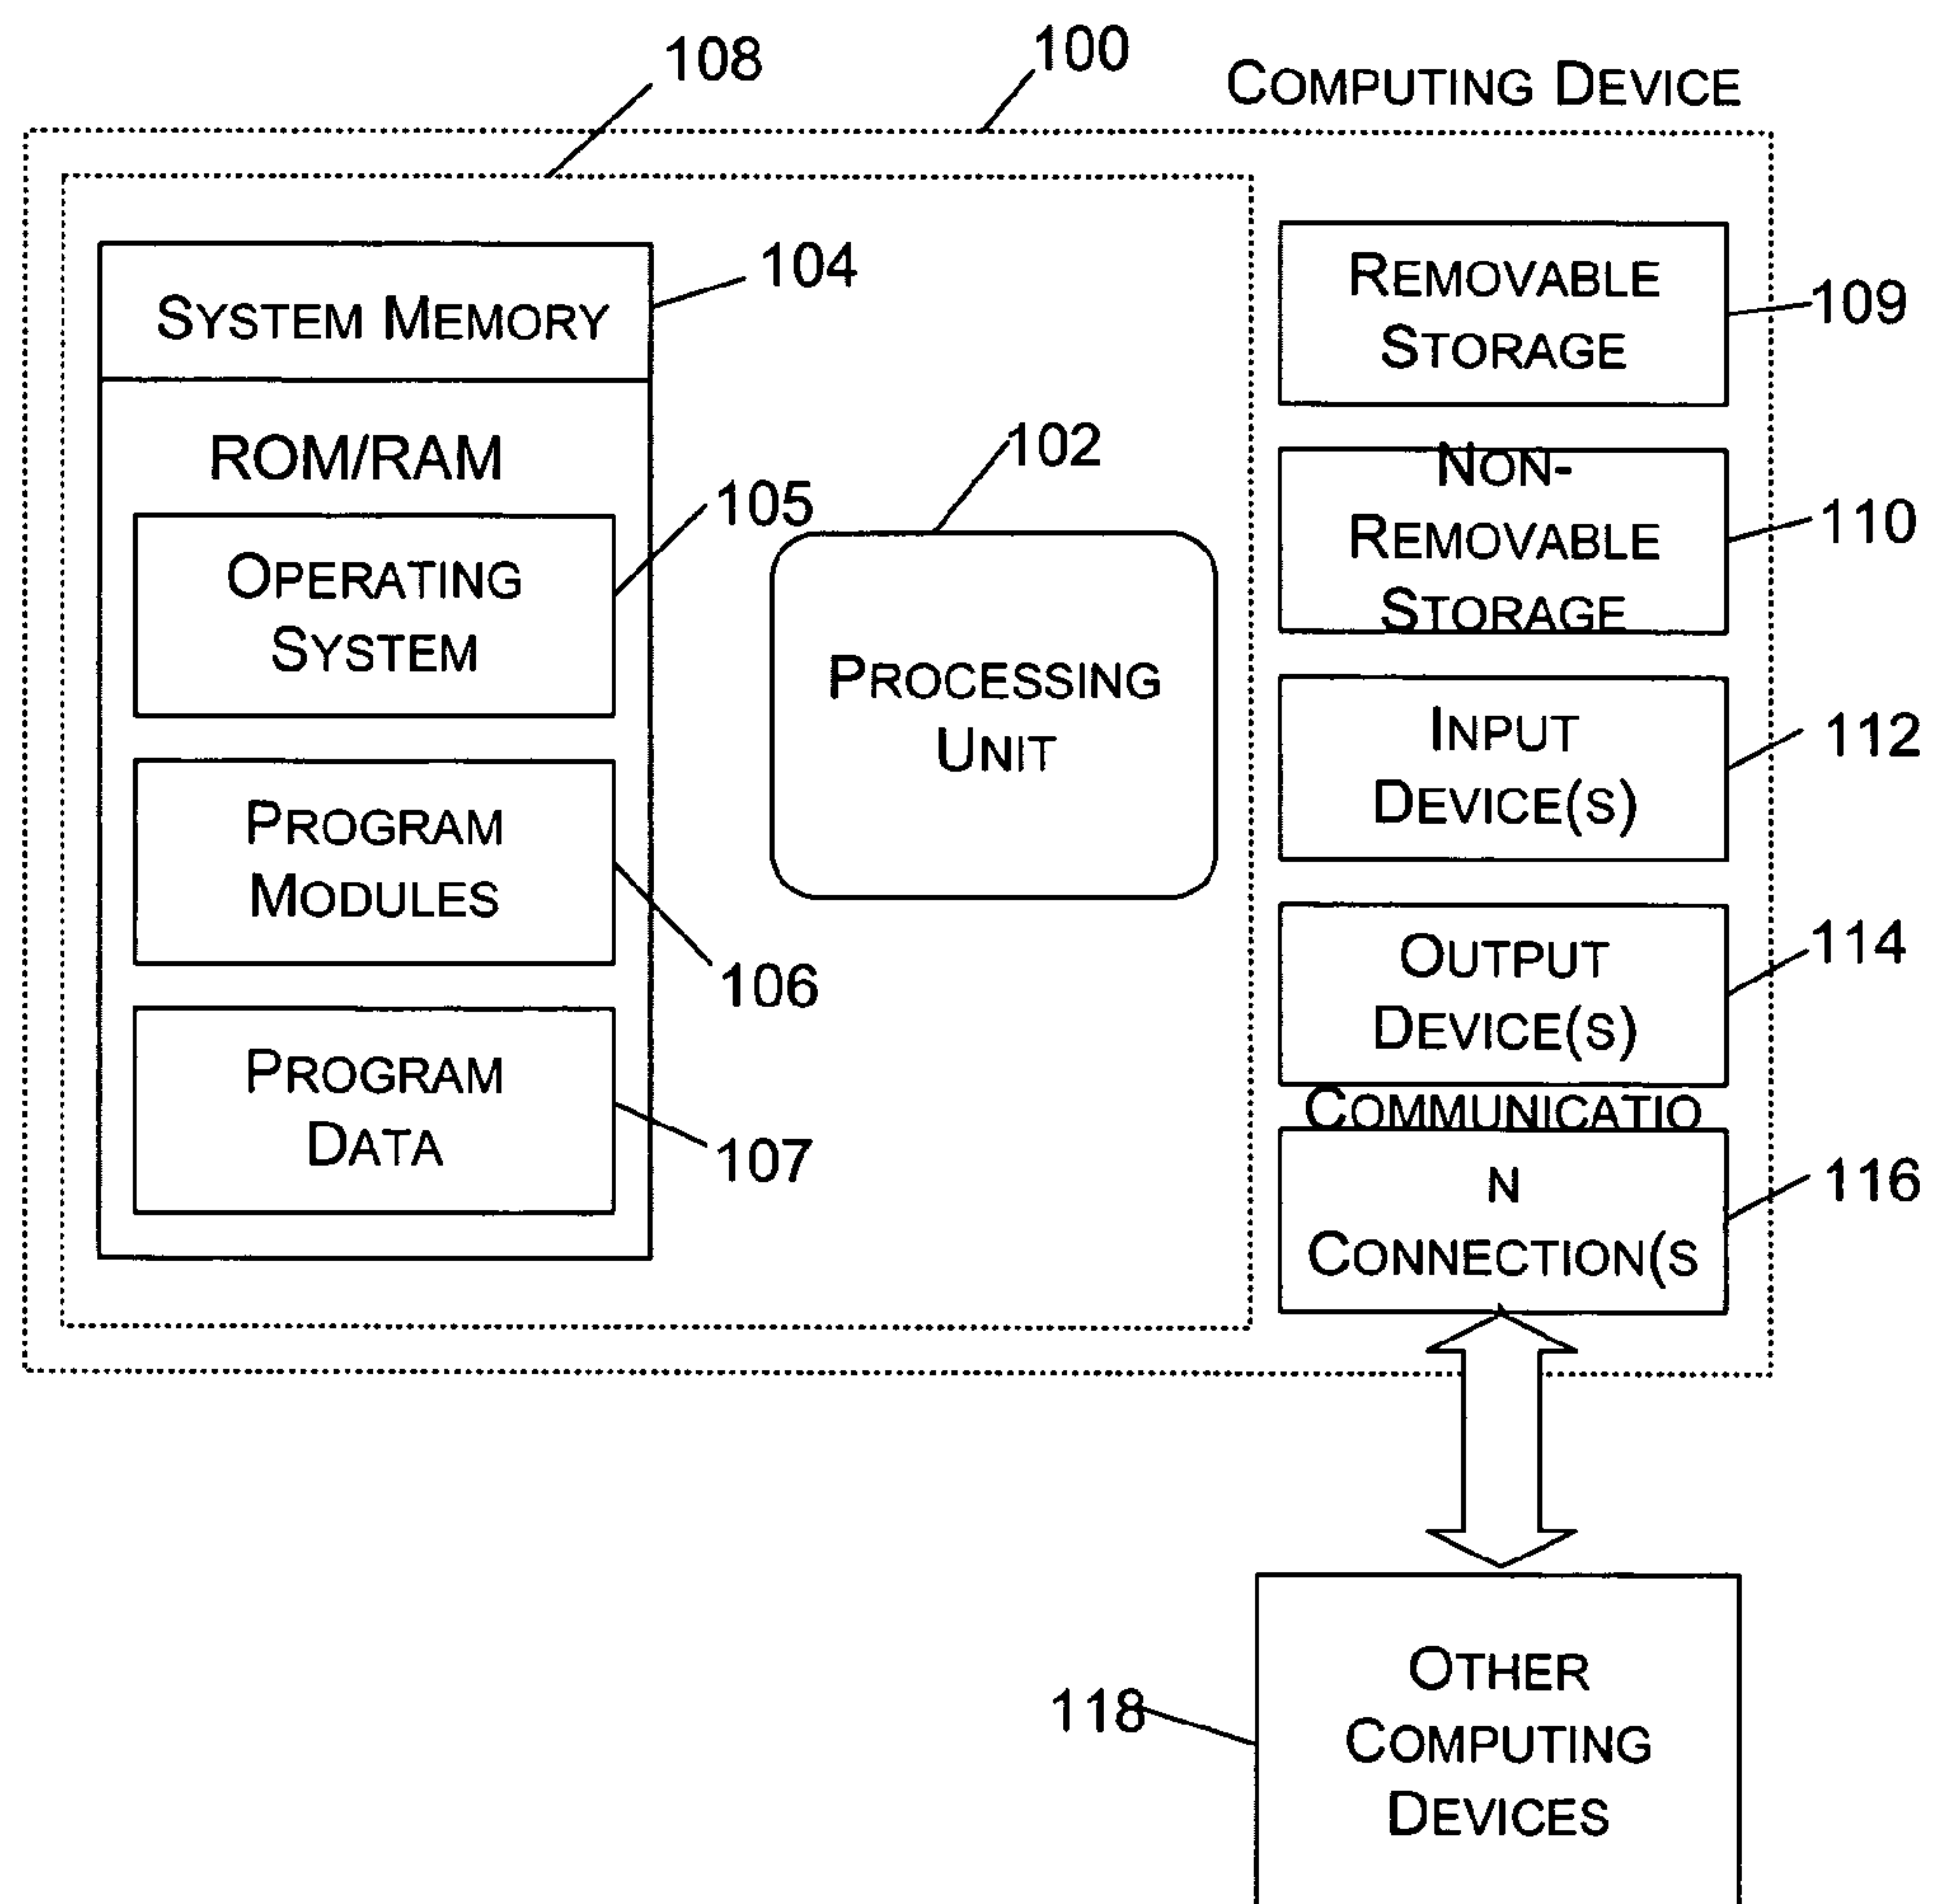 108
100
COMPUTING DEVICE
SYSTEM MEMORY
104
ROM/RAM
105
OPERATING
SYSTEM
PROGRAM
MODULES
106
PROGRAM
DATA
107
102
PROCESSING
UNIT
REMOVABLE
STORAGE
109
NON-
REMOVABLE
STORAGE
110
INPUT
DEVICE(S)
112
OUTPUT
DEVICE(S)
114
COMMUNICATIO
N
CONNECTION(S
116
118
OTHER
COMPUTING
DEVICES